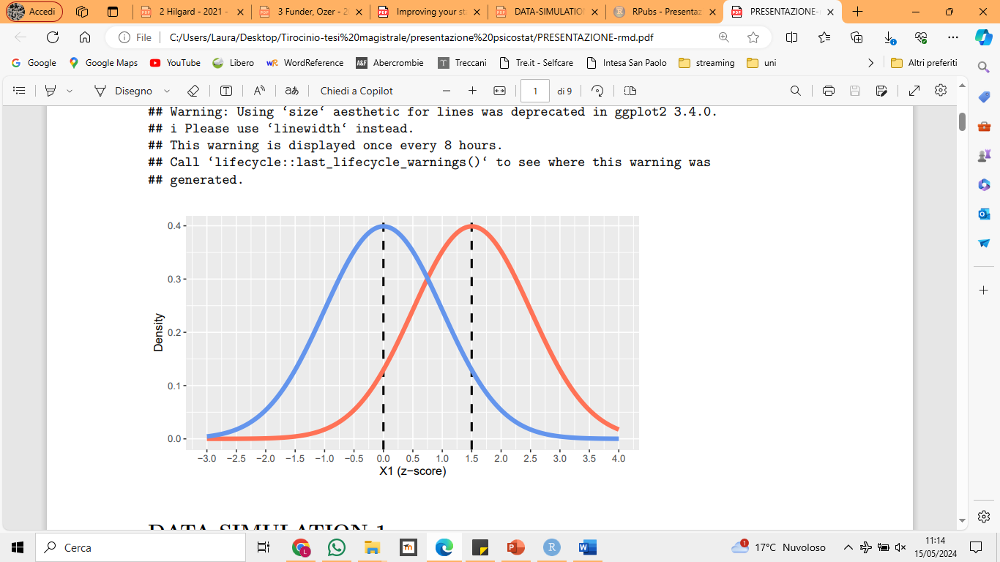 Accedi
2 Hilgard - 2021 -
3 Funder, Ozer - 2
Improving your st
DATA-SIMULATIO
RPubs - Presentaz
PRESENTAZIONE-r
File
C:/Users/Laura/Desktop/Tirocinio-tesi%20magistrale/presentazione%20psicostat/PRESENTAZIONE-rmd.pdf
Google
Google Maps
YouTube
Libero
WR WordReference
A&F Abercrombie
T Treccani
Tre.it - Selfcare
Intesa San Paolo
streaming
uni
Altri preferiti
Disegno
Chiedi a Copilot
1 di 9
## Warning: Using ‘size‘ aesthetic for lines was deprecated in ggplot2 3.4.0.
## i Please use ‘linewidth‘ instead.
## This warning is displayed once every 8 hours.
## Call ‘lifecycle::last_lifecycle_warnings()‘ to see where this warning was
## generated.
0.4
0.3
0.2
0.1
0.0
Density
−3.0 −2.5 −2.0 −1.5 −1.0 −0.5 0.0 0.5 1.0 1.5 2.0 2.5 3.0 3.5 4.0
X1 (z−score)
DATA SIMULATION 1
Cerca
1
17°C Nuvoloso
11:14
15/05/2024